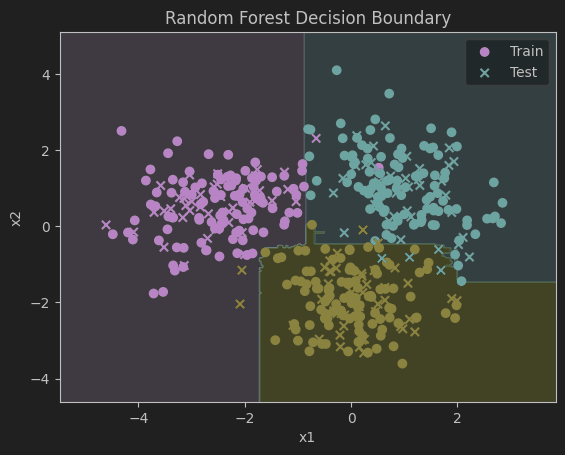 Random Forest Decision Boundary
Train
Test
4
2
0
−2
−4
x2
−4
−2
0
2
x1